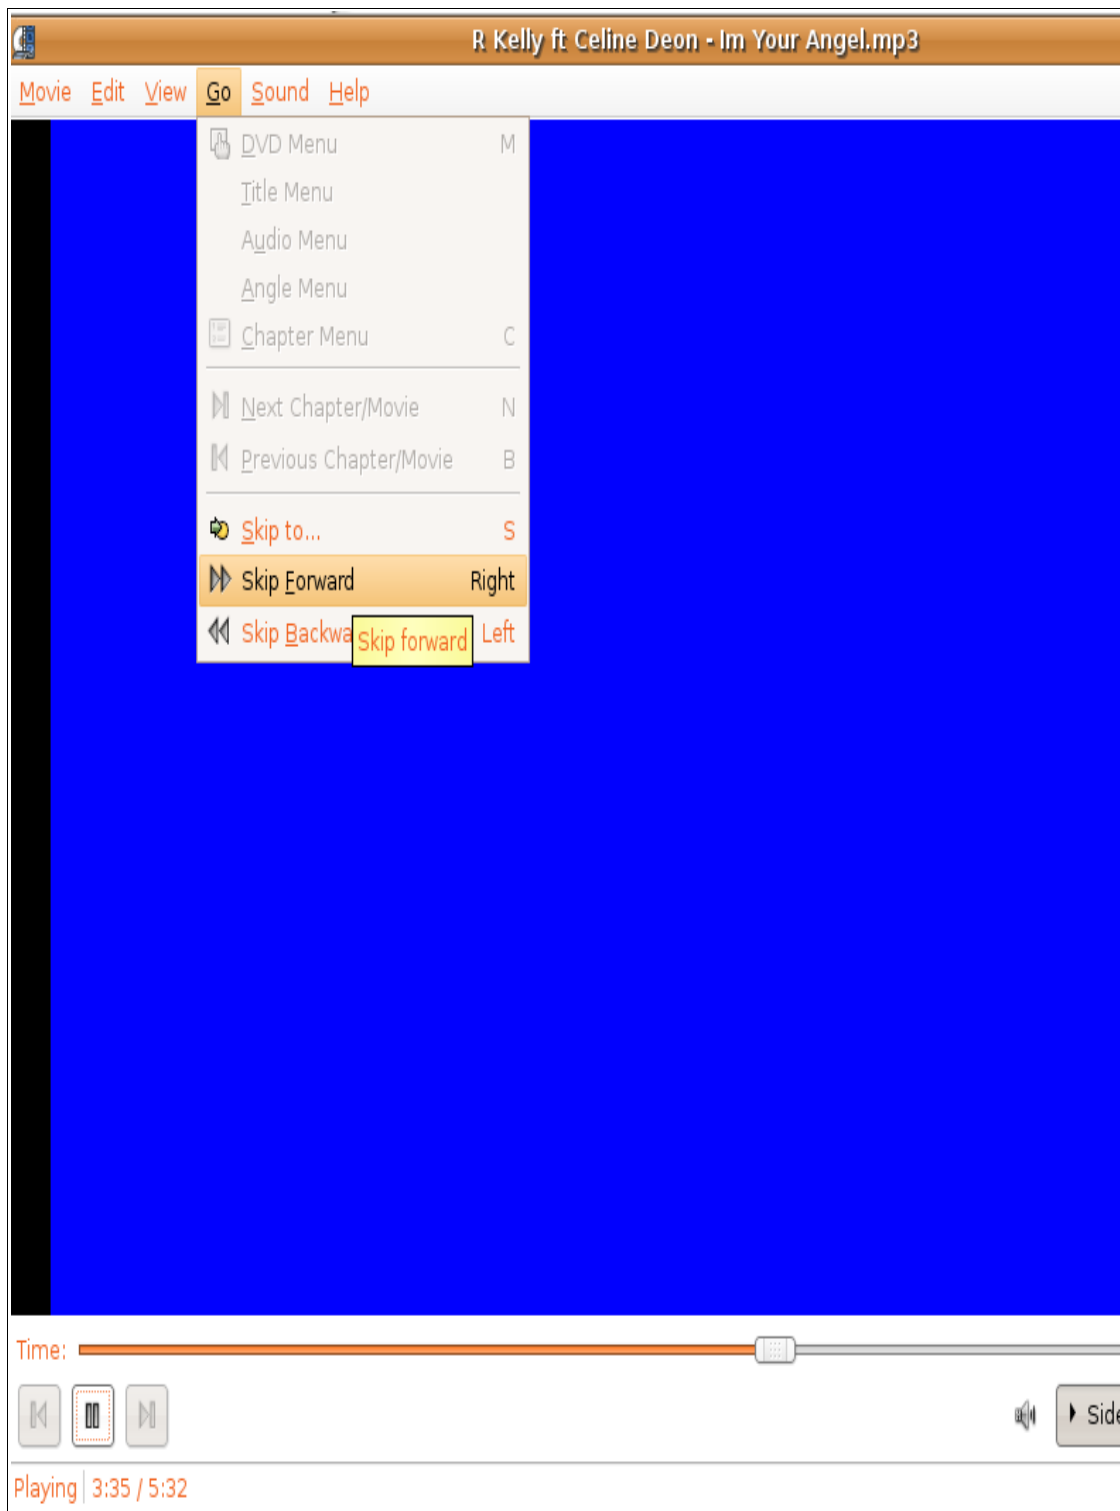 R Kelly ft Celine Deon - Im Your Angel.mp3
Movie Edit View Go Sound Help
DVD Menu M
Title Menu
Audio Menu
Angle Menu
Chapter Menu C
Next Chapter/Movie N
Previous Chapter/Movie B
Skip to... S
Skip Forward Right
Skip Backwa Left
Skip forward
Time:
Side
Playing 3:35 / 5:32